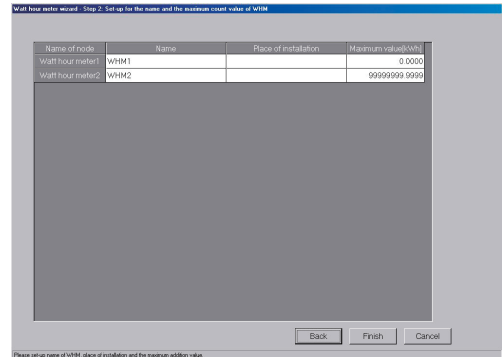 Watt hour meter wizard - Step 2: Set-up for the name and the maximum count value of WHM
Name of node Name Place of installation Maximum value[kWh]
Watt hour meter1 WHM1 0.0000
Watt hour meter2 WHM2 99999999.9999
Back Finish Cancel
Please set-up name of WHM, place of installation and the maximum addition value